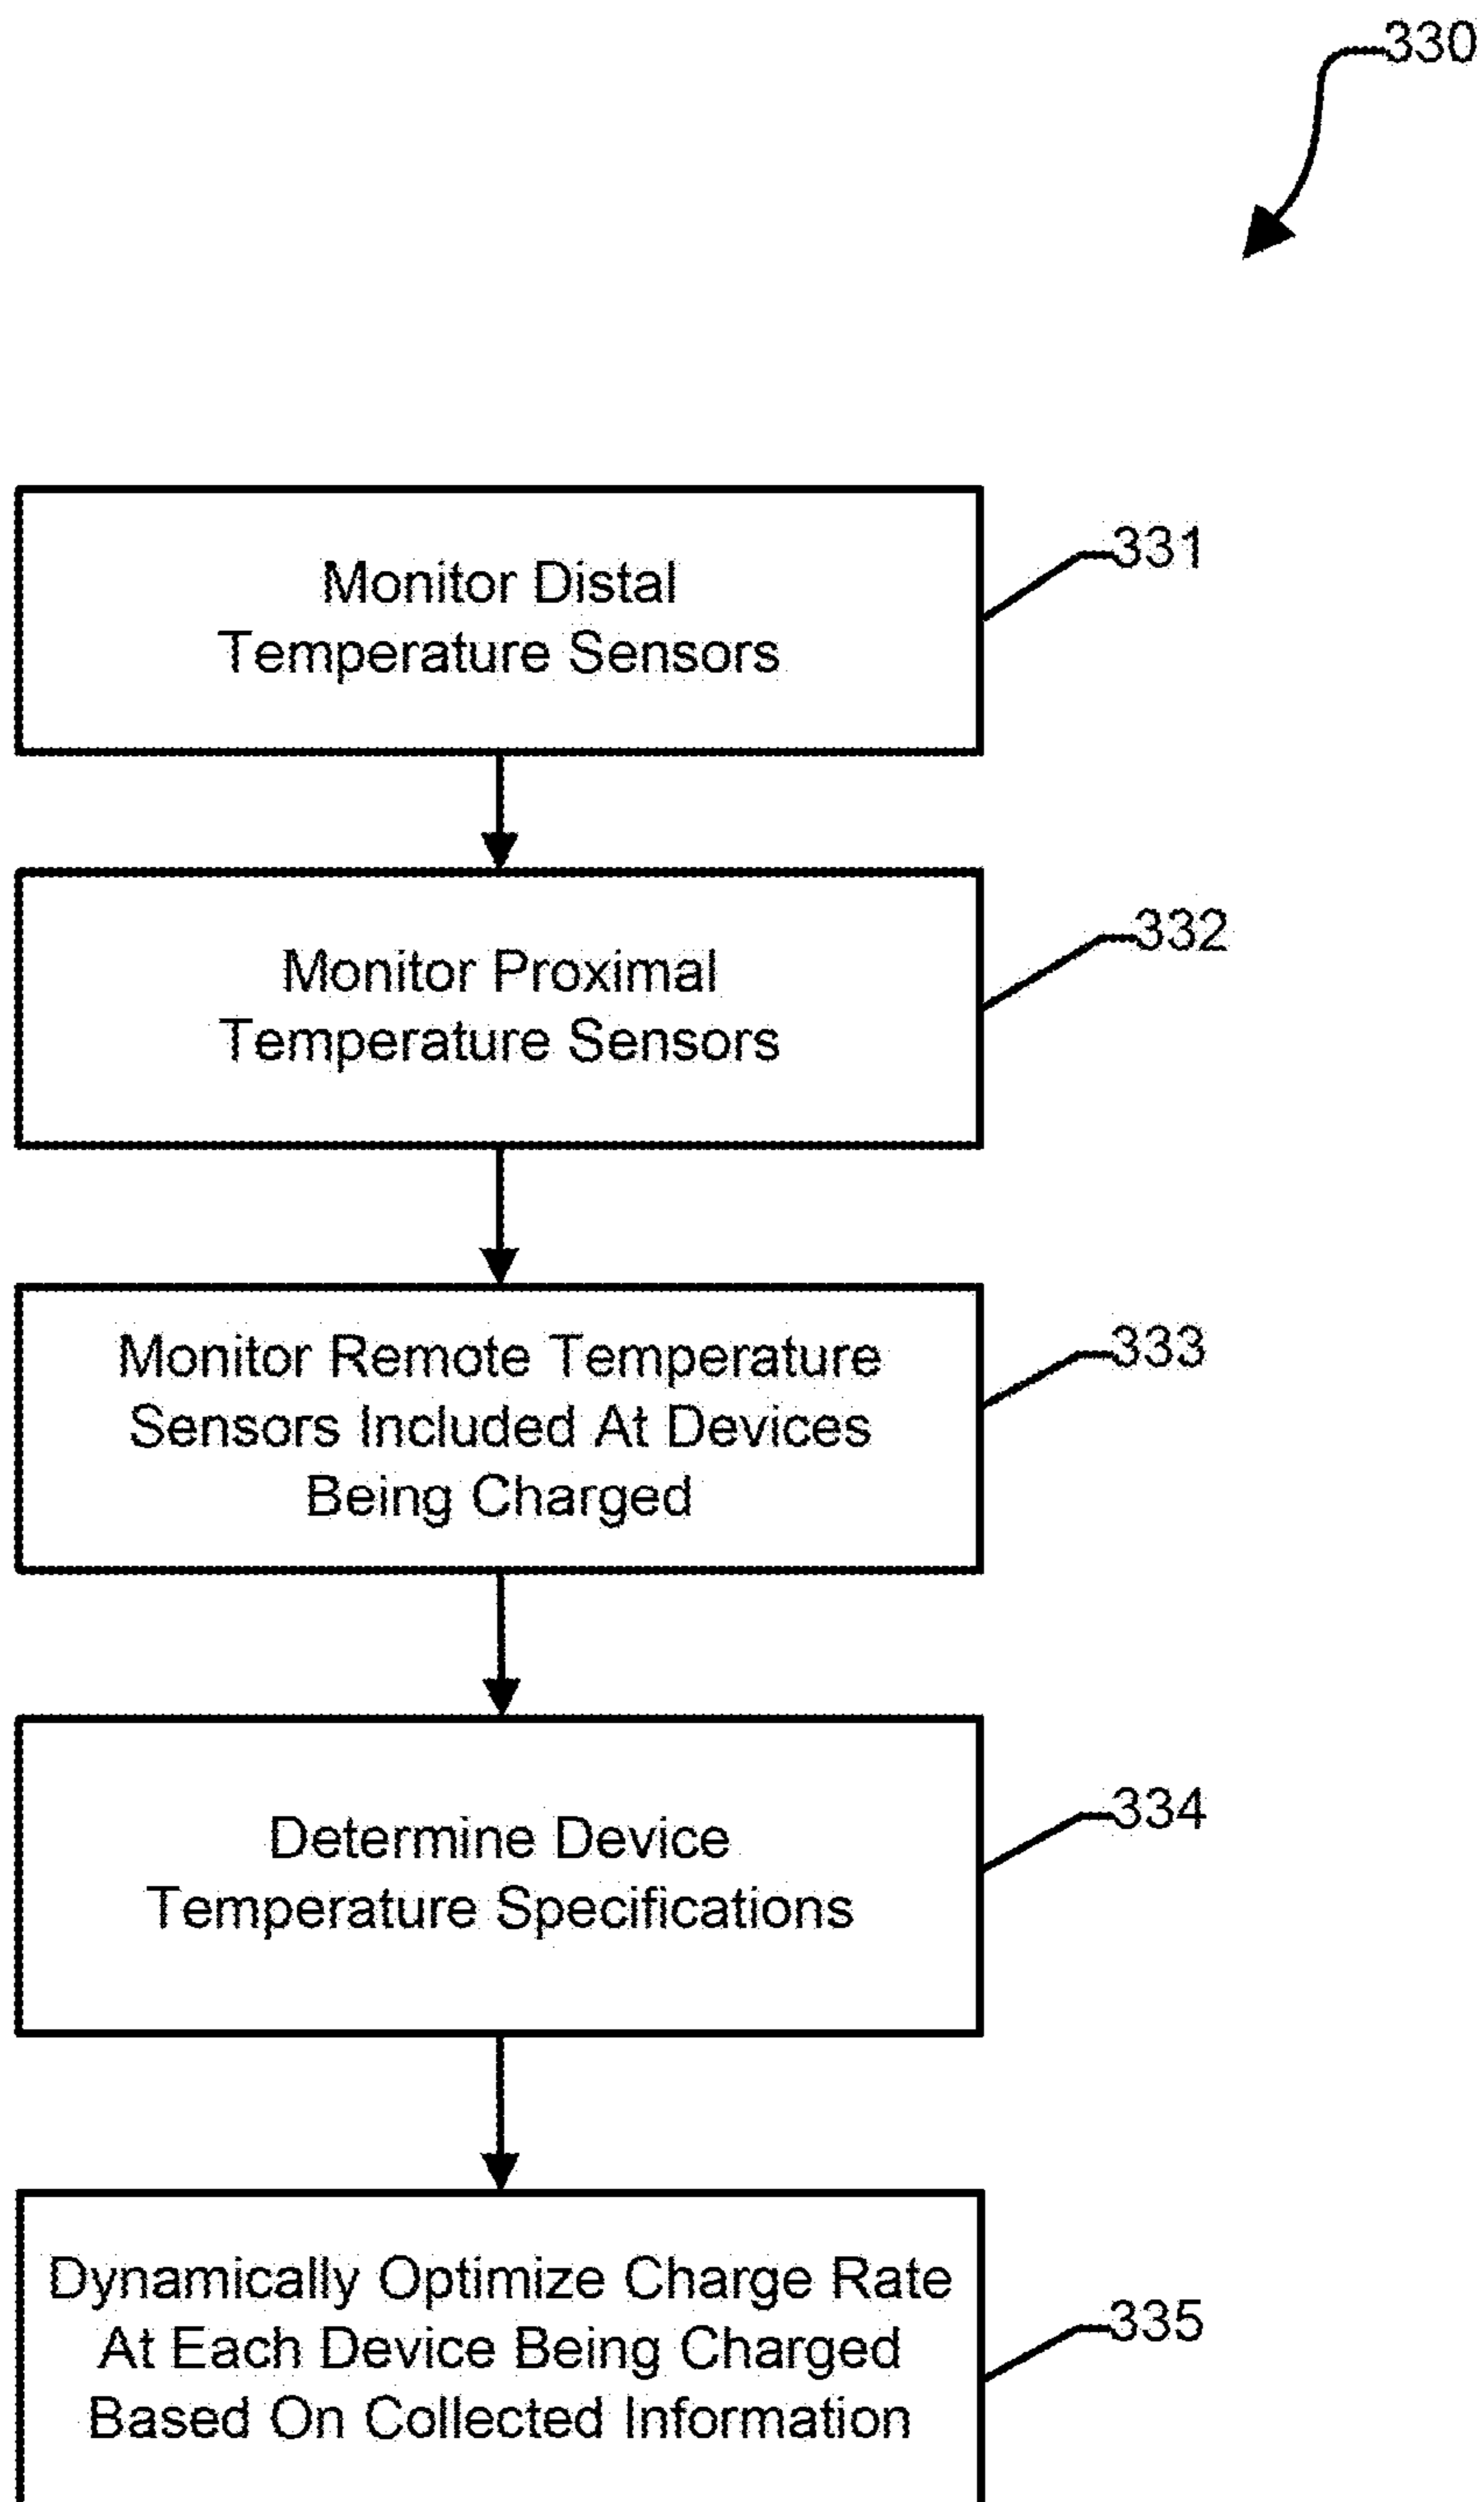 330
Monitor Distal
Temperature Sensors
331
Monitor Proximal
Temperature Sensors
332
Monitor Remote Temperature
Sensors Included At Devices
Being Charged
333
Determine Device
Temperature Specifications
334
Dynamically Optimize Charge Rate
At Each Device Being Charged
Based On Collected Information
335